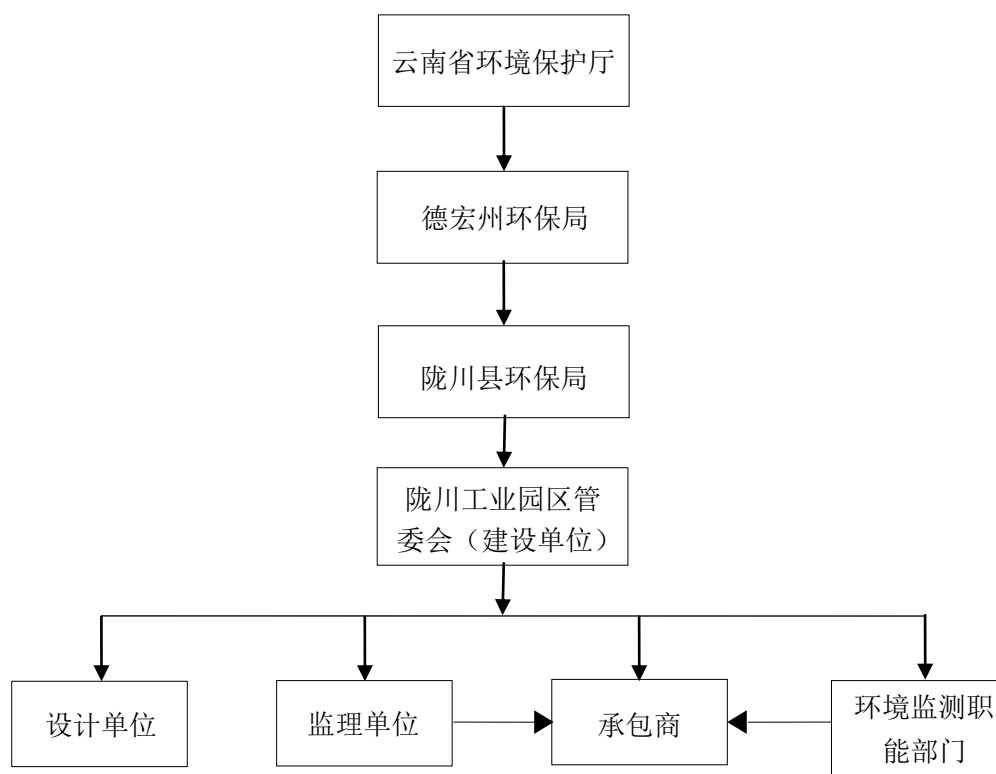 云南省环境保护厅
德宏州环保局
陇川县环保局
陇川工业园区管
委会（建设单位）
设计单位
监理单位
承包商
环境监测职
能部门